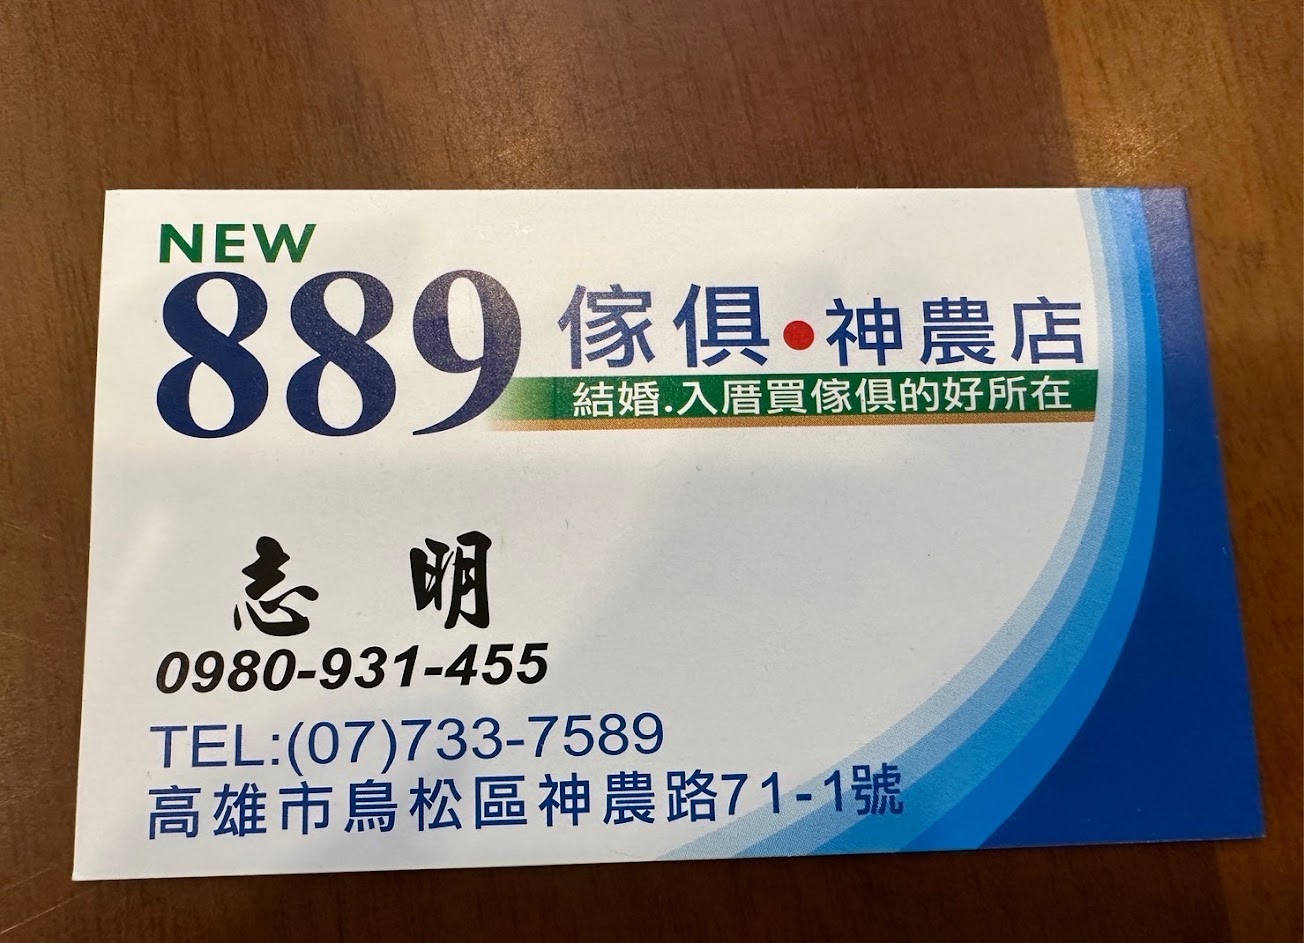 NEW
889 傢俱•神農店
結婚.入厝買傢俱的好所在
志明
0980-931-455
TEL:(07)733-7589
高雄市鳥松區神農路71-1號